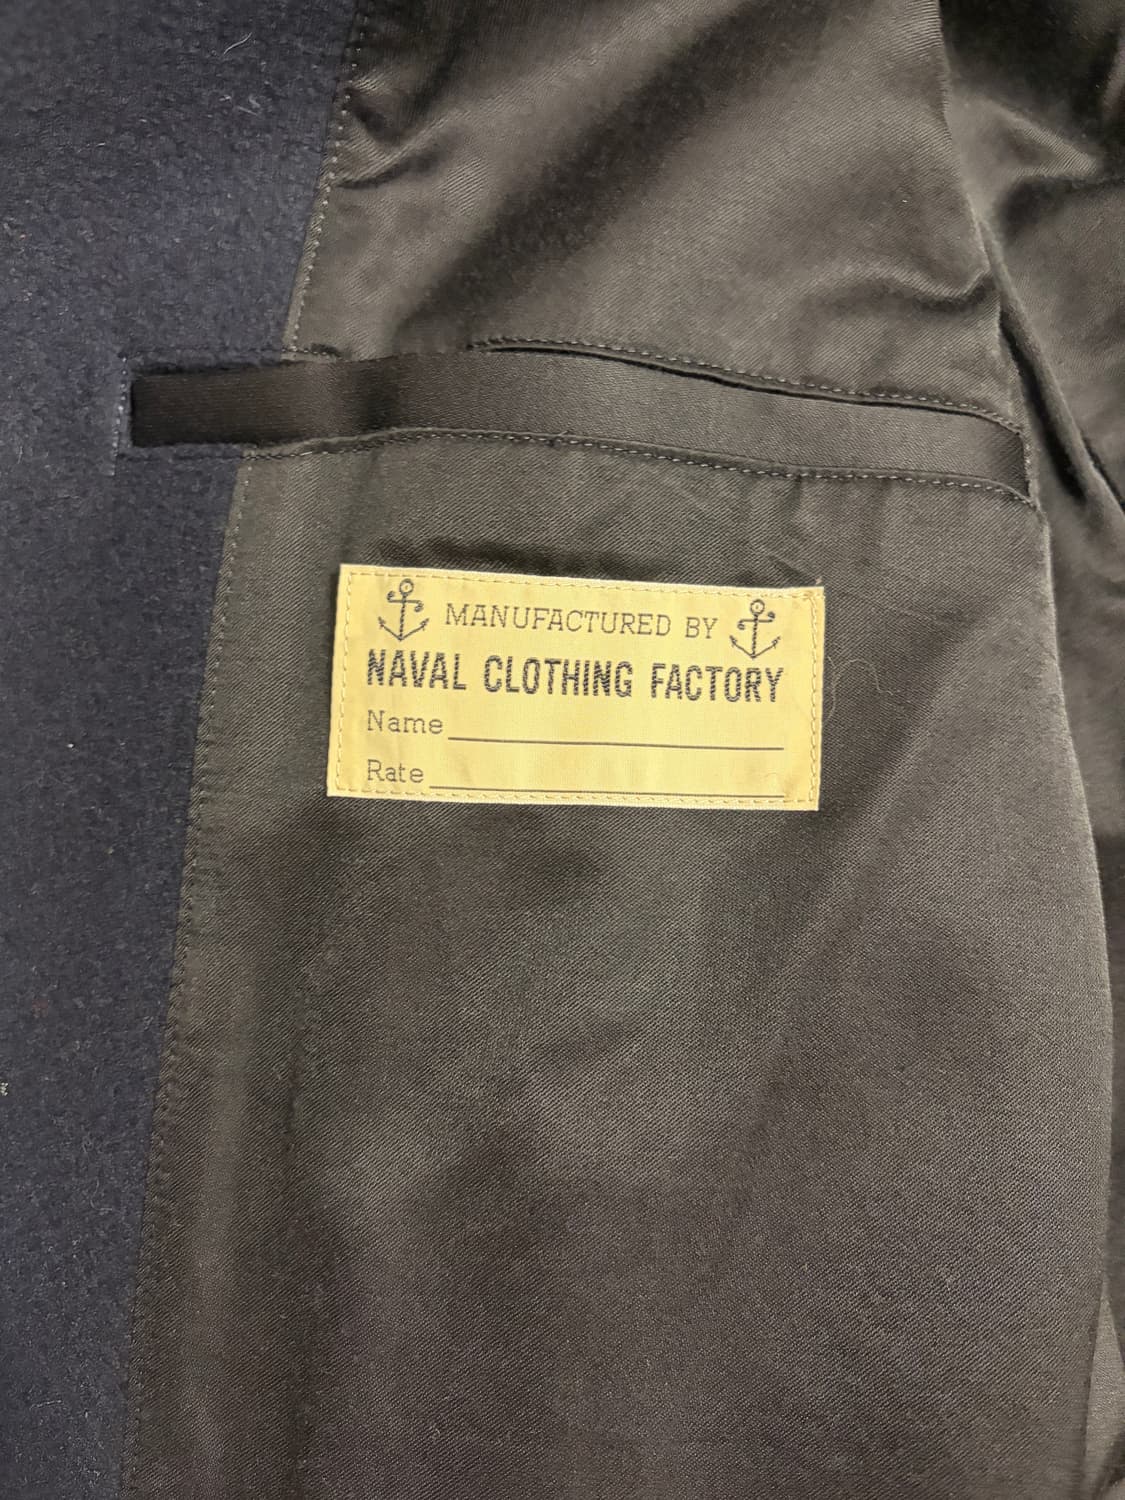 MANUFACTURED BY
NAVAL CLOTHING FACTORY
Name
Rate